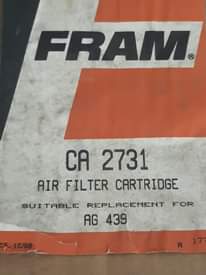 FRAM®
CA 2731
AIR FILTER CARTRIDGE
SUITABLE REPLACEMENT FOR
AG 439